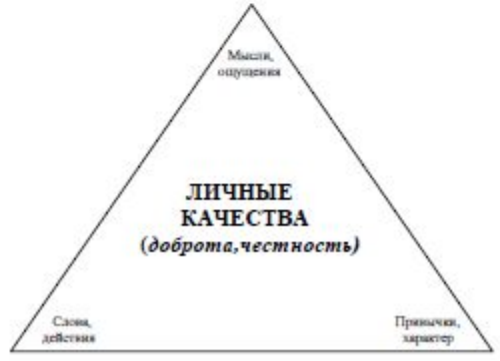 Мысли,
ощущения
ЛИЧНЫЕ
КАЧЕСТВА
(доброта,честность)
Слова,
действия
Привычки,
характер